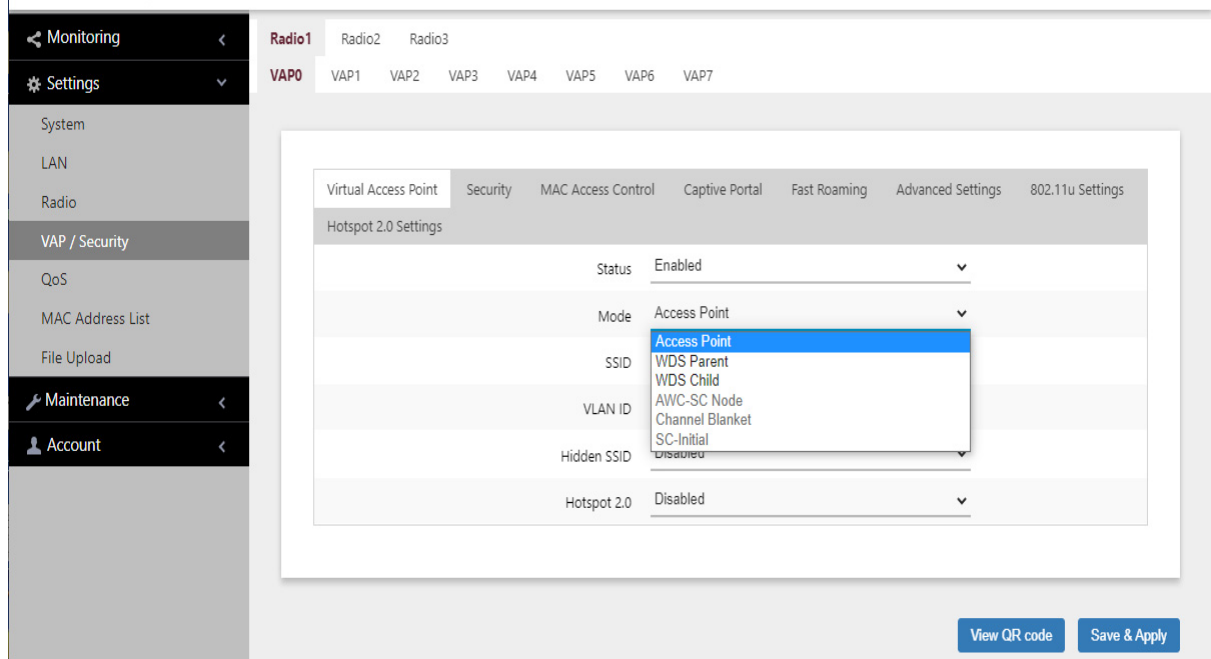 Monitoring
Radio1 Radio2 Radio3
Settings
VAP0 VAP1 VAP2 VAP3 VAP4 VAP5 VAP6 VAP7
System
LAN
Radio
VAP / Security
QoS
MAC Address List
File Upload
Maintenance
Account
Virtual Access Point Security MAC Access Control Captive Portal Fast Roaming Advanced Settings 802.11u Settings
Hotspot 2.0 Settings
Status Enabled
Mode Access Point
Access Point
SSID WDS Parent
WDS Child
VLAN ID AWC-SC Node
Channel Blanket
SC-Initial
Hidden SSID Disabled
Hotspot 2.0 Disabled
View QR code Save & Apply